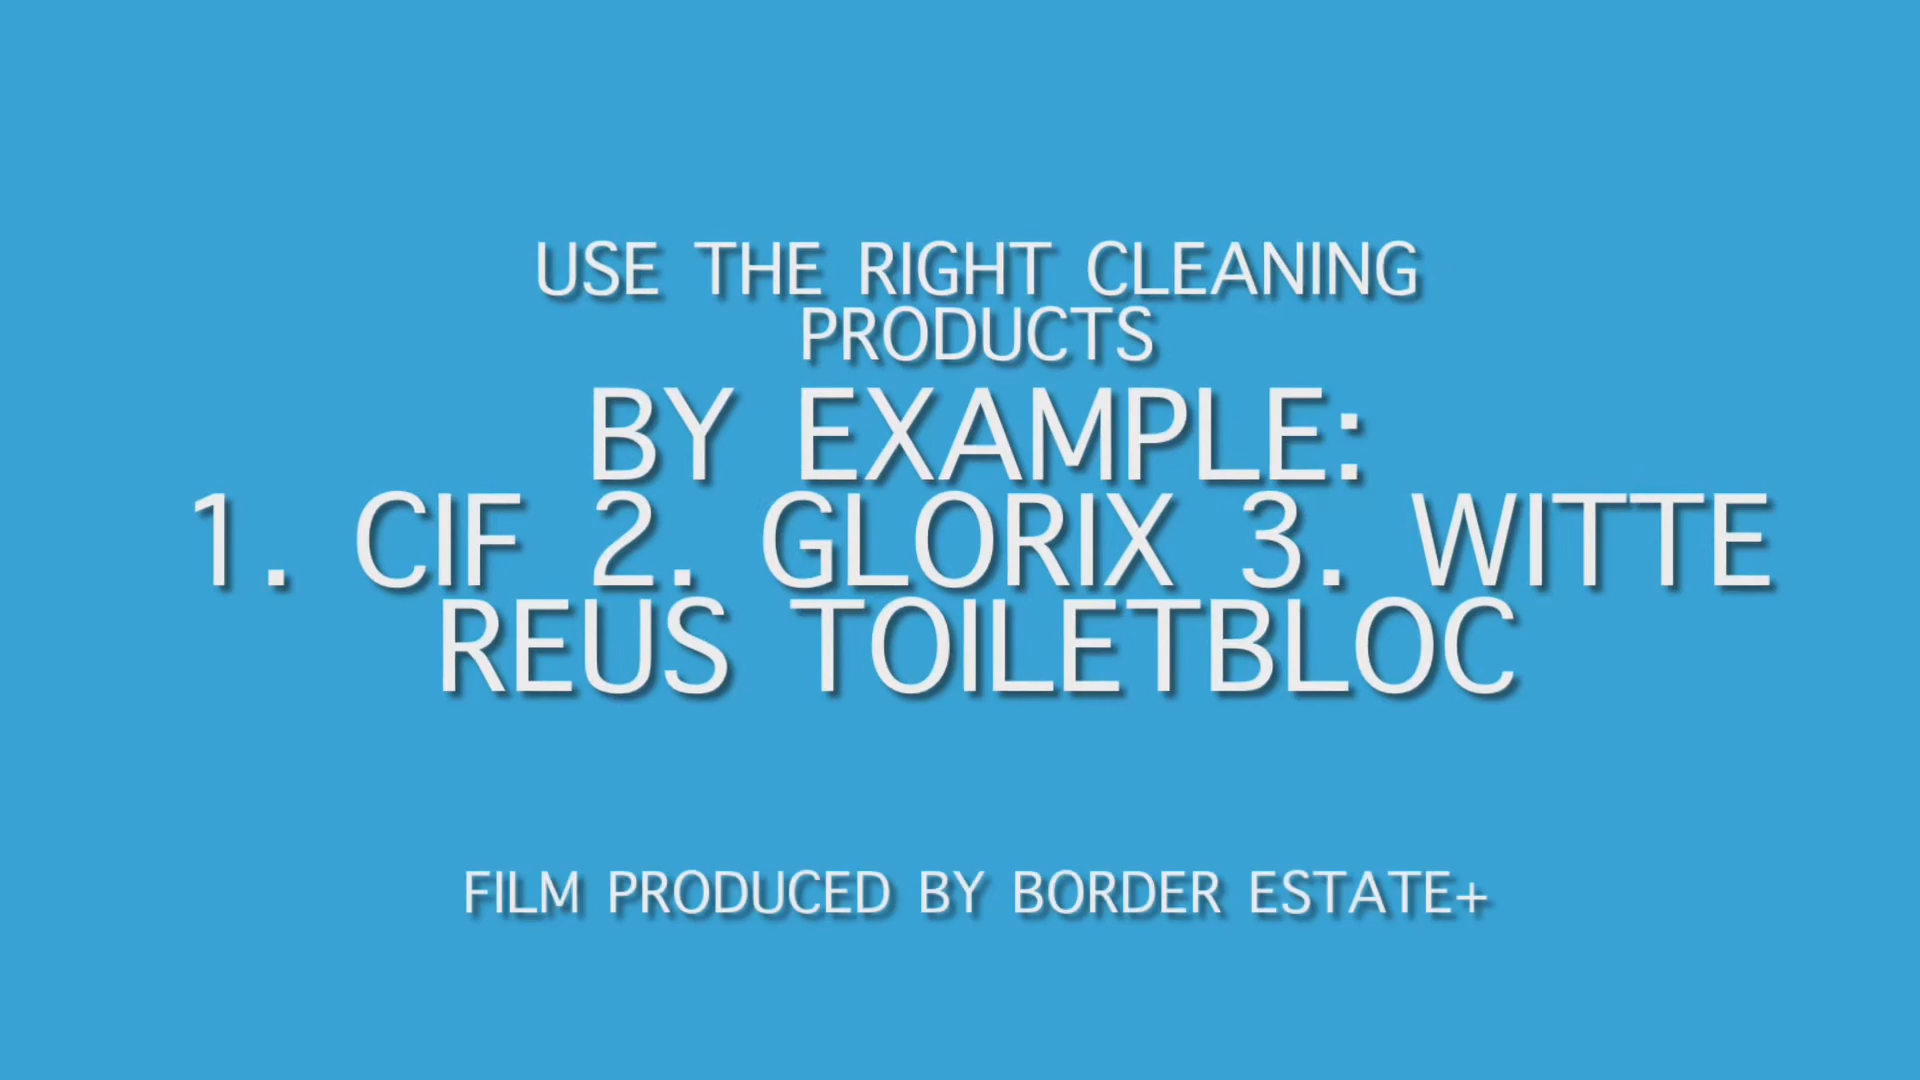 USE THE RIGHT CLEANING
PRODUCTS
BY EXAMPLE:
1. CIF 2. GLORIX 3. WITTE
REUS TOILETBLOC
FILM PRODUCED BY BORDER ESTATE+